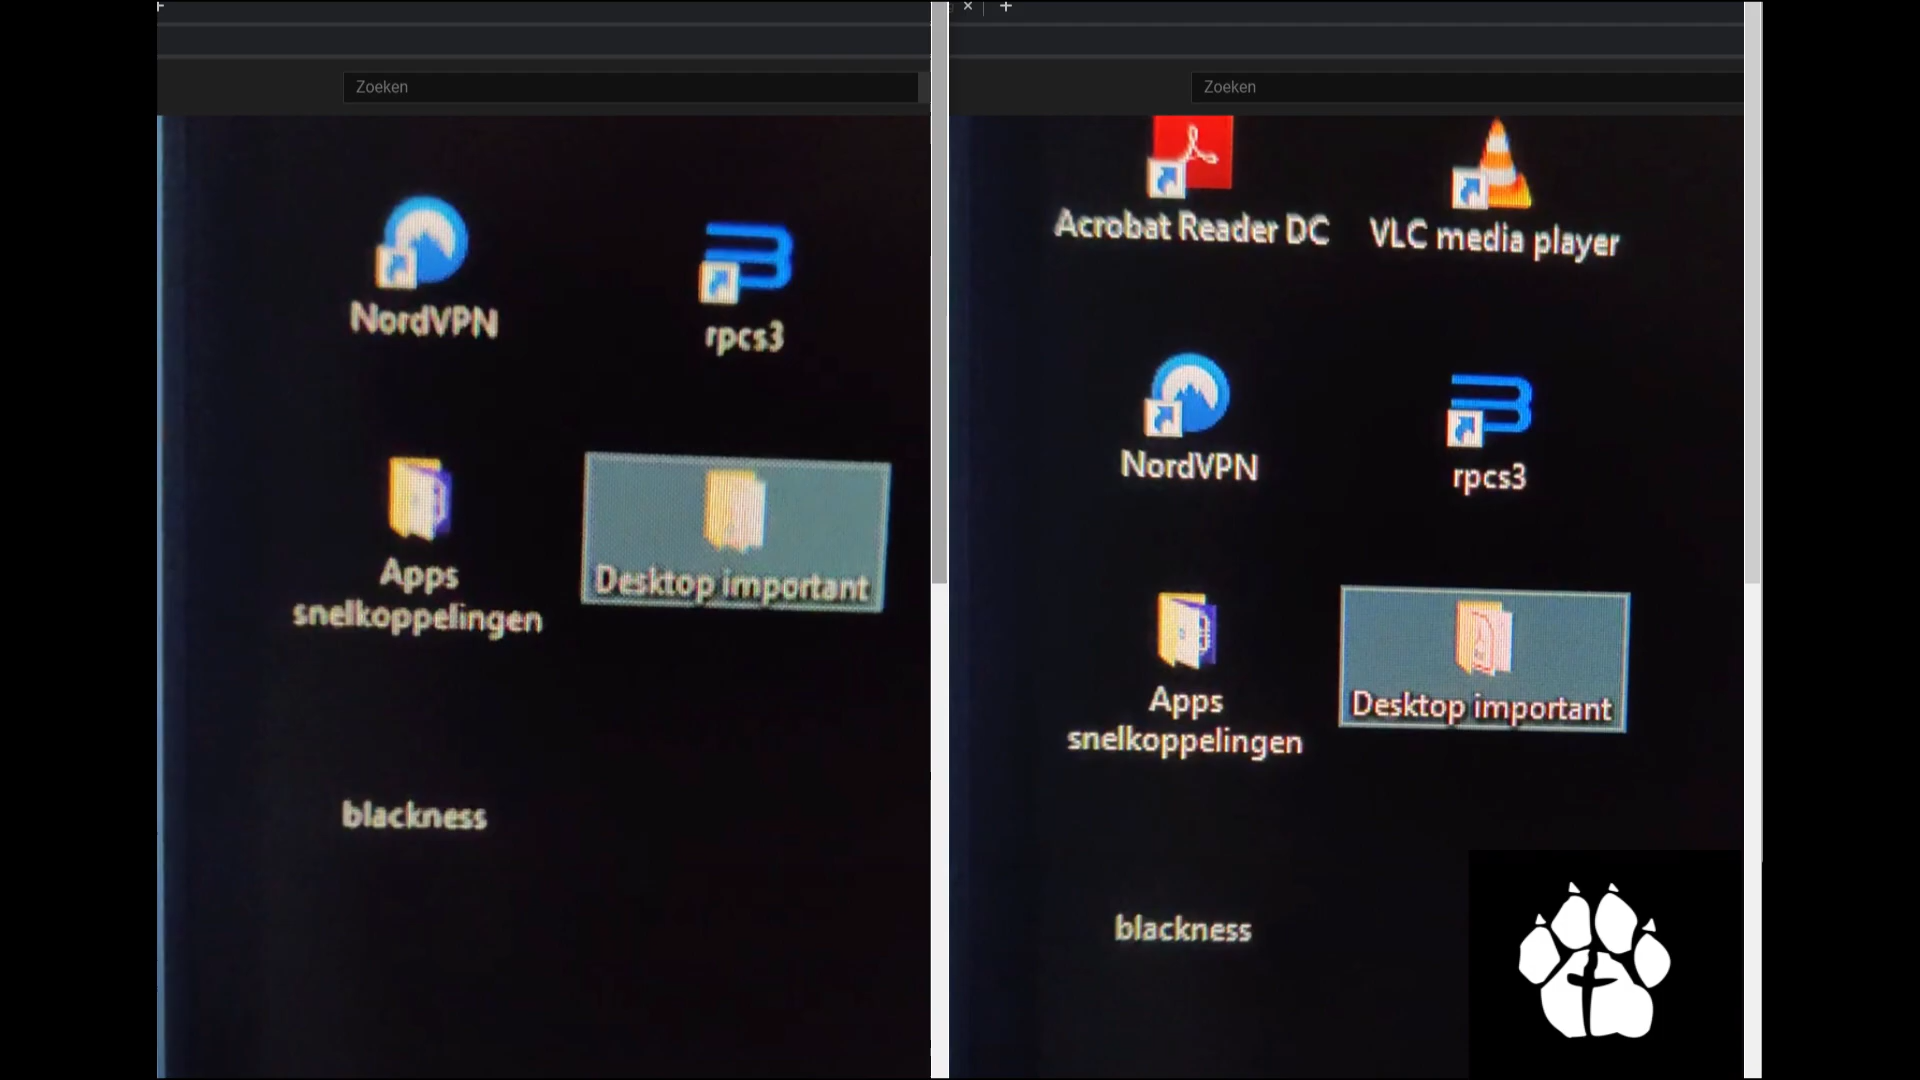 Zoeken
NordVPN
rpcs3
Apps
snelkoppelingen
Desktop important
blackness
Zoeken
Acrobat Reader DC
VLC media player
NordVPN
rpcs3
Apps
snelkoppelingen
Desktop important
blackness